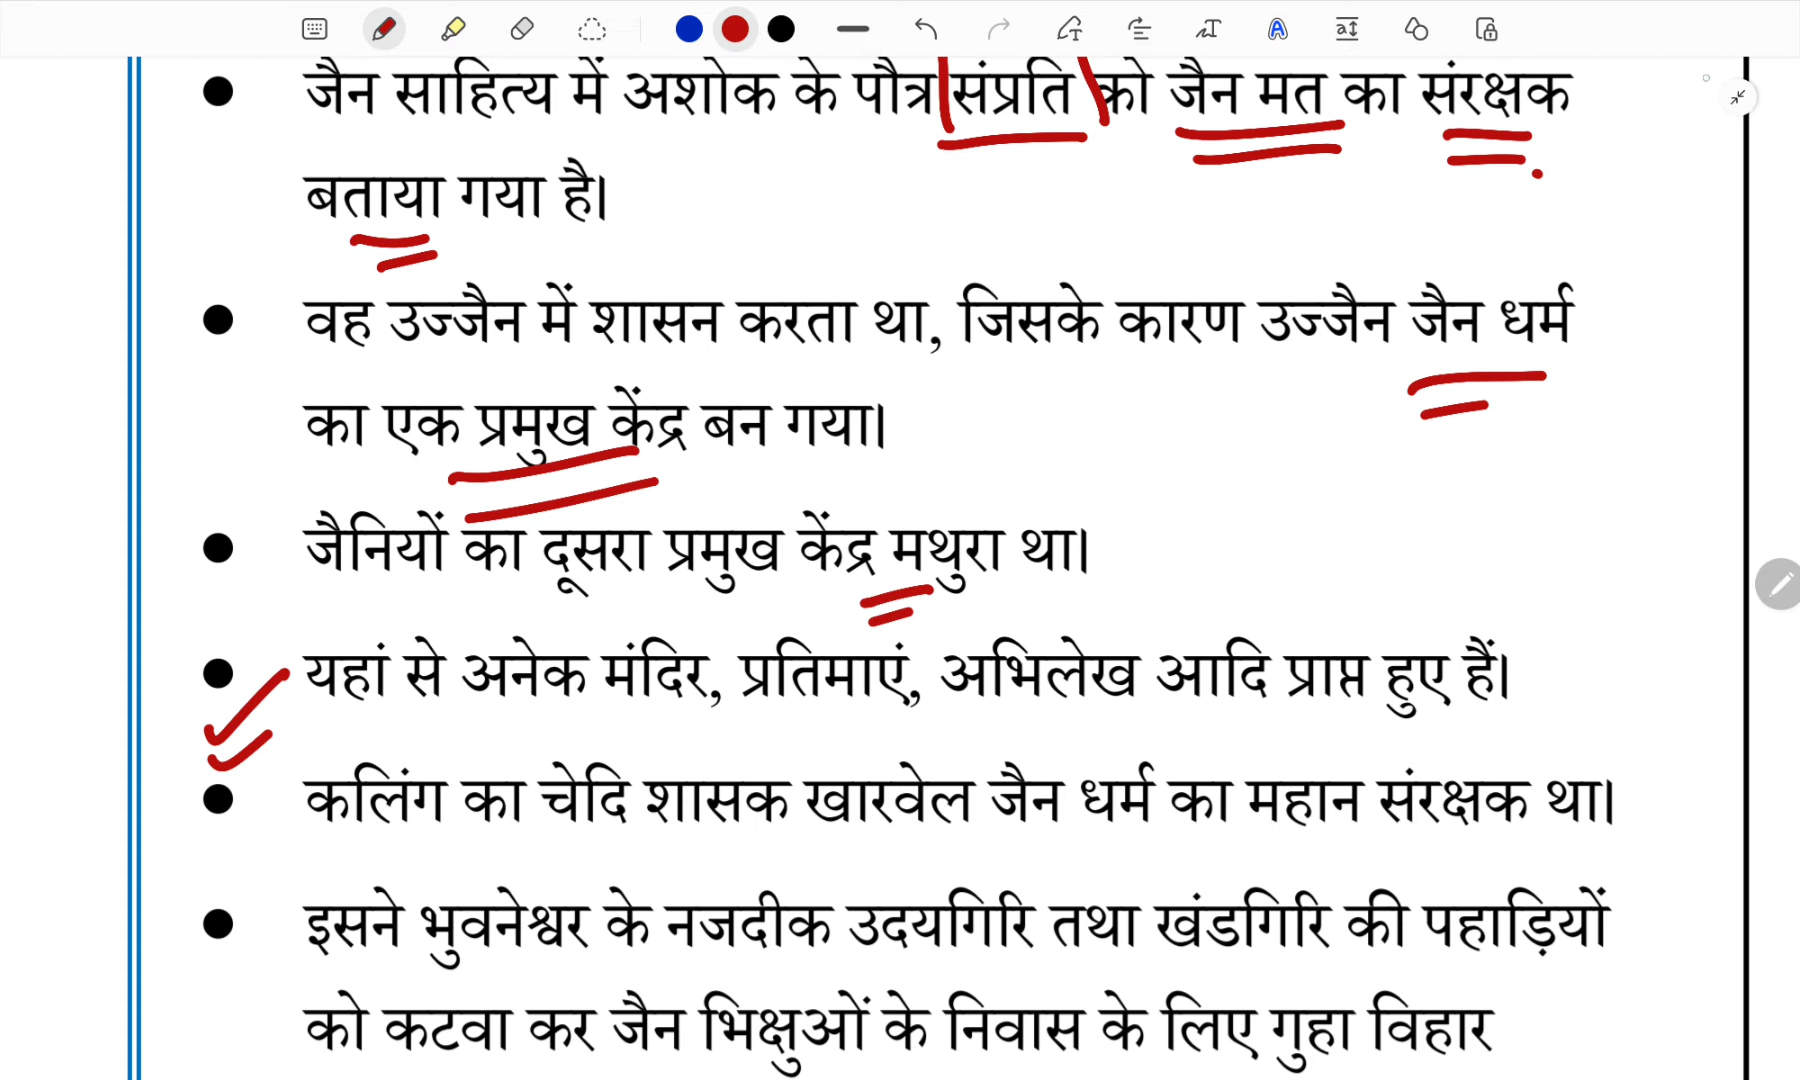 जैन साहित्य में अशोक के पौत्र संप्रति को जैन मत का संरक्षक
बताया गया है।
वह उज्जैन में शासन करता था, जिसके कारण उज्जैन जैन धर्म
का एक प्रमुख केंद्र बन गया।
जैनियों का दूसरा प्रमुख केंद्र मथुरा था।
यहां से अनेक मंदिर, प्रतिमाएं, अभिलेख आदि प्राप्त हुए हैं।
कलिंग का चेदि शासक खारवेल जैन धर्म का महान संरक्षक था।
इसने भुवनेश्वर के नजदीक उदयगिरि तथा खंडगिरि की पहाड़ियों
को कटवा कर जैन भिक्षुओं के निवास के लिए गुहा विहार